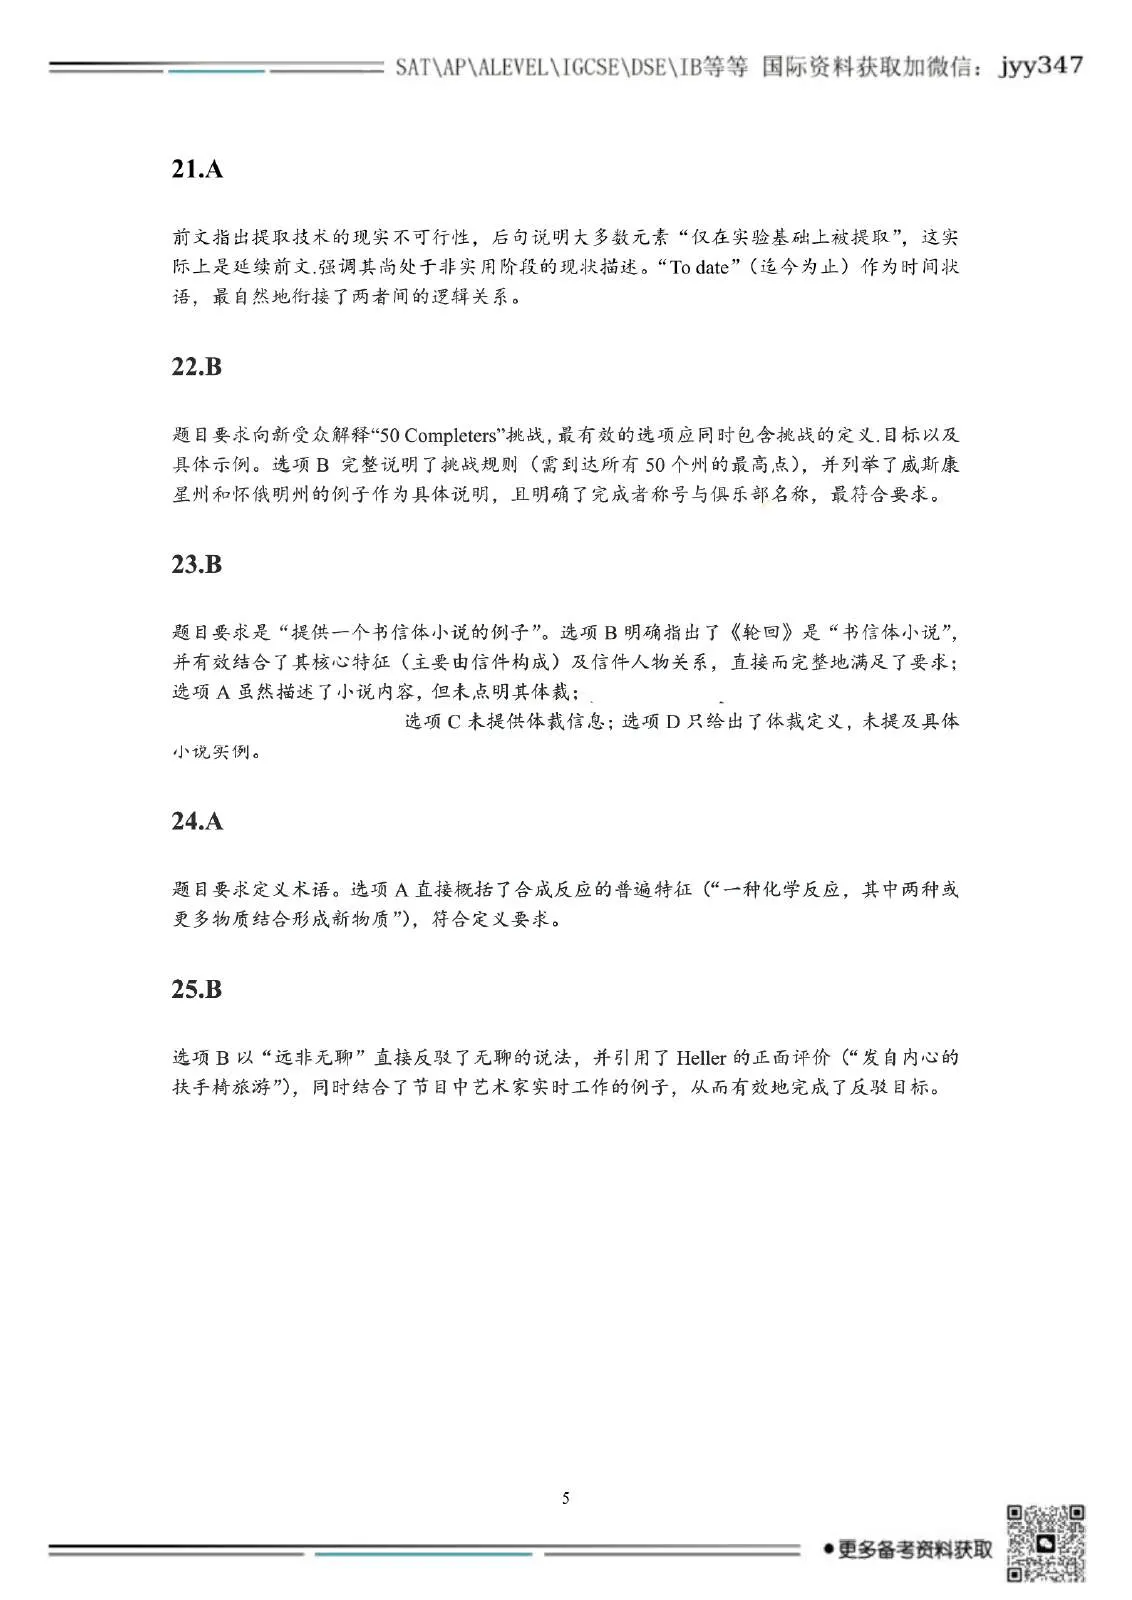 SAT\AP\ALEVEL\IGCSE\DSE\IB等等 国际资料获取加微信: jyy347
21.A
前文指出提取技术的现实不可行性，后句说明大多数元素“仅在实验基础上被提取”，这实
际上是延续前文.强调其尚处于非实用阶段的现状描述。“To date”（迄今为止）作为时间状
语，最自然地衔接了两者间的逻辑关系。
22.B
题目要求向新受众解释“50 Completers”挑战，最有效的选项应同时包含挑战的定义.目标以及
具体示例。选项 B 完整说明了挑战规则（需到达所有 50 个州的最高点），并列举了威斯康
星州和怀俄明州的例子作为具体说明，且明确了完成者称号与俱乐部名称，最符合要求。
23.B
题目要求是“提供一个书信体小说的例子”。选项 B 明确指出了《轮回》是“书信体小说”，
并有效结合了其核心特征（主要由信件构成）及信件人物关系，直接而完整地满足了要求；
选项 A 虽然描述了小说内容，但未点明其体裁；
选项 C 未提供体裁信息；选项 D 只给出了体裁定义，未提及具体
小说实例。
24.A
题目要求定义术语。选项 A 直接概括了合成反应的普遍特征（“一种化学反应，其中两种或
更多物质结合形成新物质”），符合定义要求。
25.B
选项 B 以“远非无聊”直接反驳了无聊的说法，并引用了 Heller 的正面评价（“发自内心的
扶手椅旅游”），同时结合了节目中艺术家实时工作的例子，从而有效地完成了反驳目标。
5
●更多备考资料获取